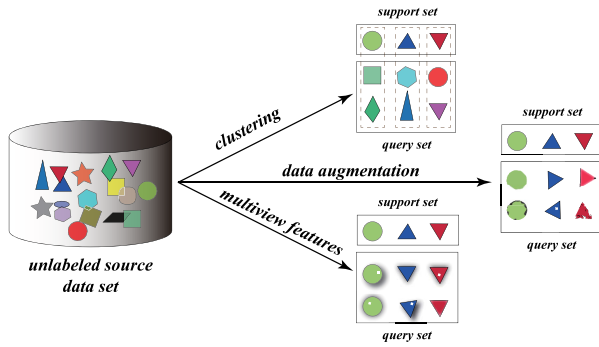 support set
query set
clustering
data augmentation
multiview features
support set
query set
support set
query set
unlabeled source
data set